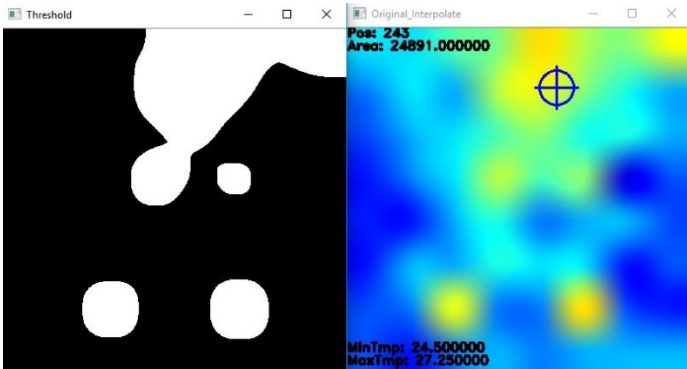 Threshold
Original_Interpolate
Pos: 243
Area: 24891.000000
MinTmp: 24.500000
MaxTmp: 27.250000